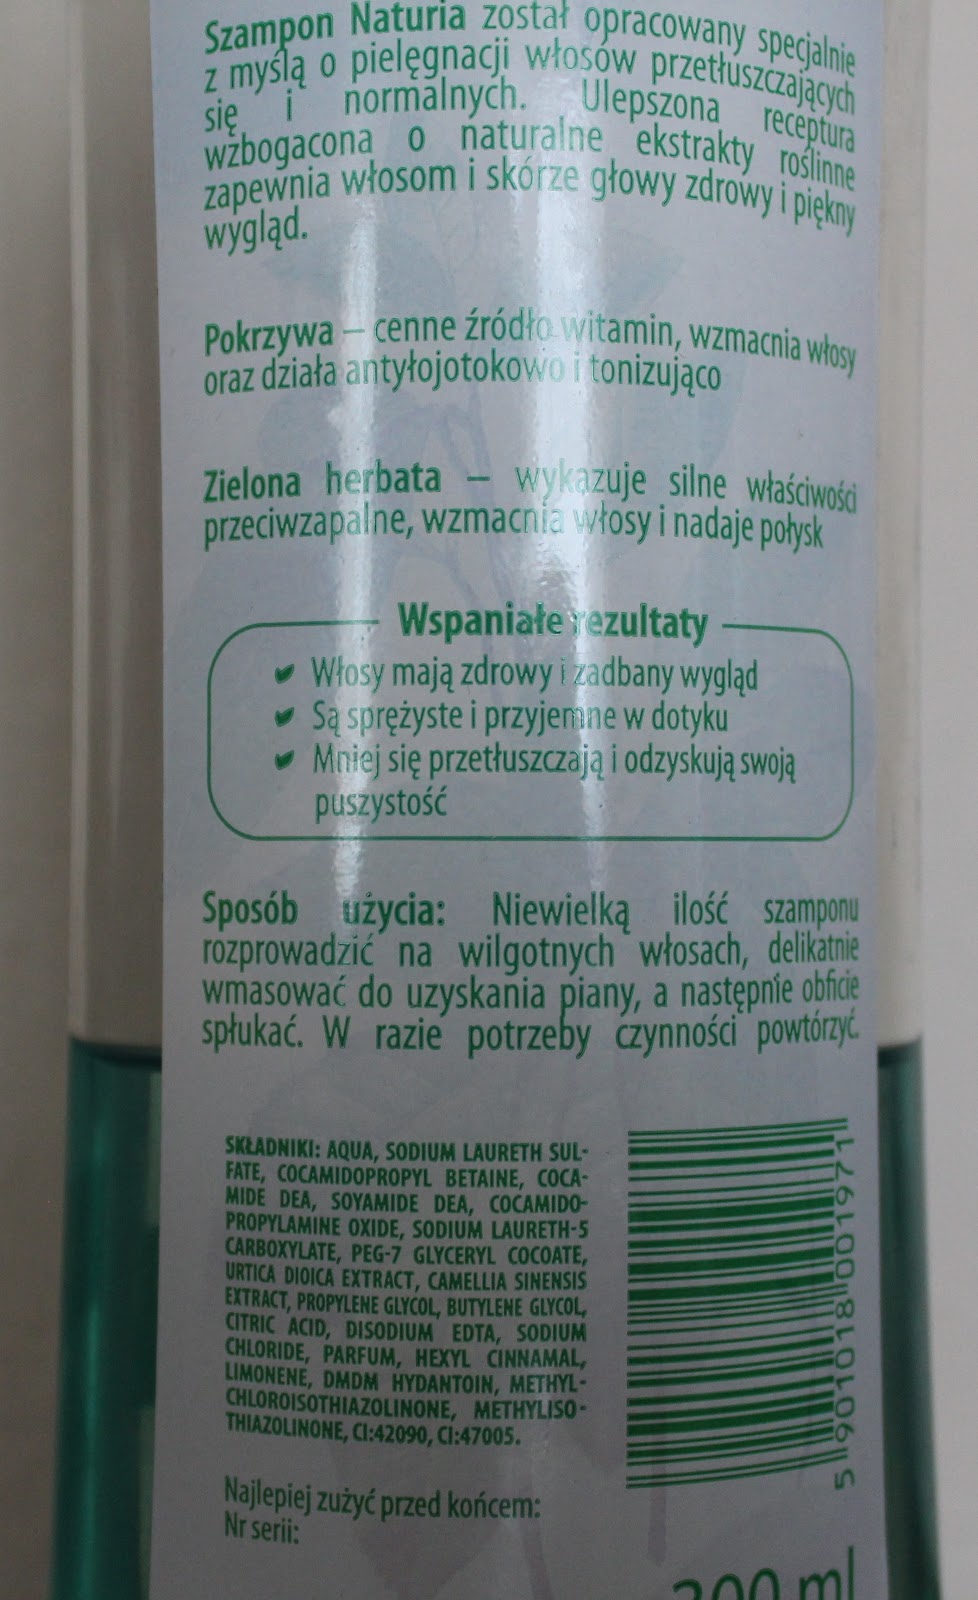 Szampon Naturia został opracowany specjalnie
z myślą o pielęgnacji włosów przetłuszczających
się i normalnych. Ulepszona receptura
wzbogacona o naturalne ekstrakty roślinne
zapewnia włosom i skórze głowy zdrowy i piękny
wygląd.
Pokrzywa – cenne źródło witamin, wzmacnia włosy
oraz działa antyłojotokowo i tonizująco
Zielona herbata – wykazuje silne właściwości
przeciwzapalne, wzmacnia włosy i nadaje połysk
Wspaniałe rezultaty
Włosy mają zdrowy i zadbany wygląd
Są sprężyste i przyjemne w dotyku
Mniej się przetłuszczają i odzyskują swoją
puszystość
Sposób użycia: Niewielką ilość szamponu
rozprowadzić na wilgotnych włosach, delikatnie
wmasować do uzyskania piany, a następnie obficie
spłukać. W razie potrzeby czynności powtórzyć.
SKŁADNIKI: AQUA, SODIUM LAURETH SUL-
FATE, COCAMIDOPROPYL BETAINE, COCA-
MIDE DEA, SOYAMIDE DEA, COCAMIDO-
PROPYLAMINE OXIDE, SODIUM LAURETH-5
CARBOXYLATE, PEG-7 GLYCERYL COCOATE,
URTICA DIOICA EXTRACT, CAMELLIA SINENSIS
EXTRACT, PROPYLENE GLYCOL, BUTYLENE GLYCOL,
CITRIC ACID, DISODIUM EDTA, SODIUM
CHLORIDE, PARFUM, HEXYL CINNAMAL,
LIMONENE, DMDM HYDANTOIN, METHYL-
CHLOROISOTHIAZOLINONE, METHYLISO-
THIAZOLINONE, CI:42090, CI:47005.
5 901018 001971
Najlepiej zużyć przed końcem:
Nr serii:
200 ml